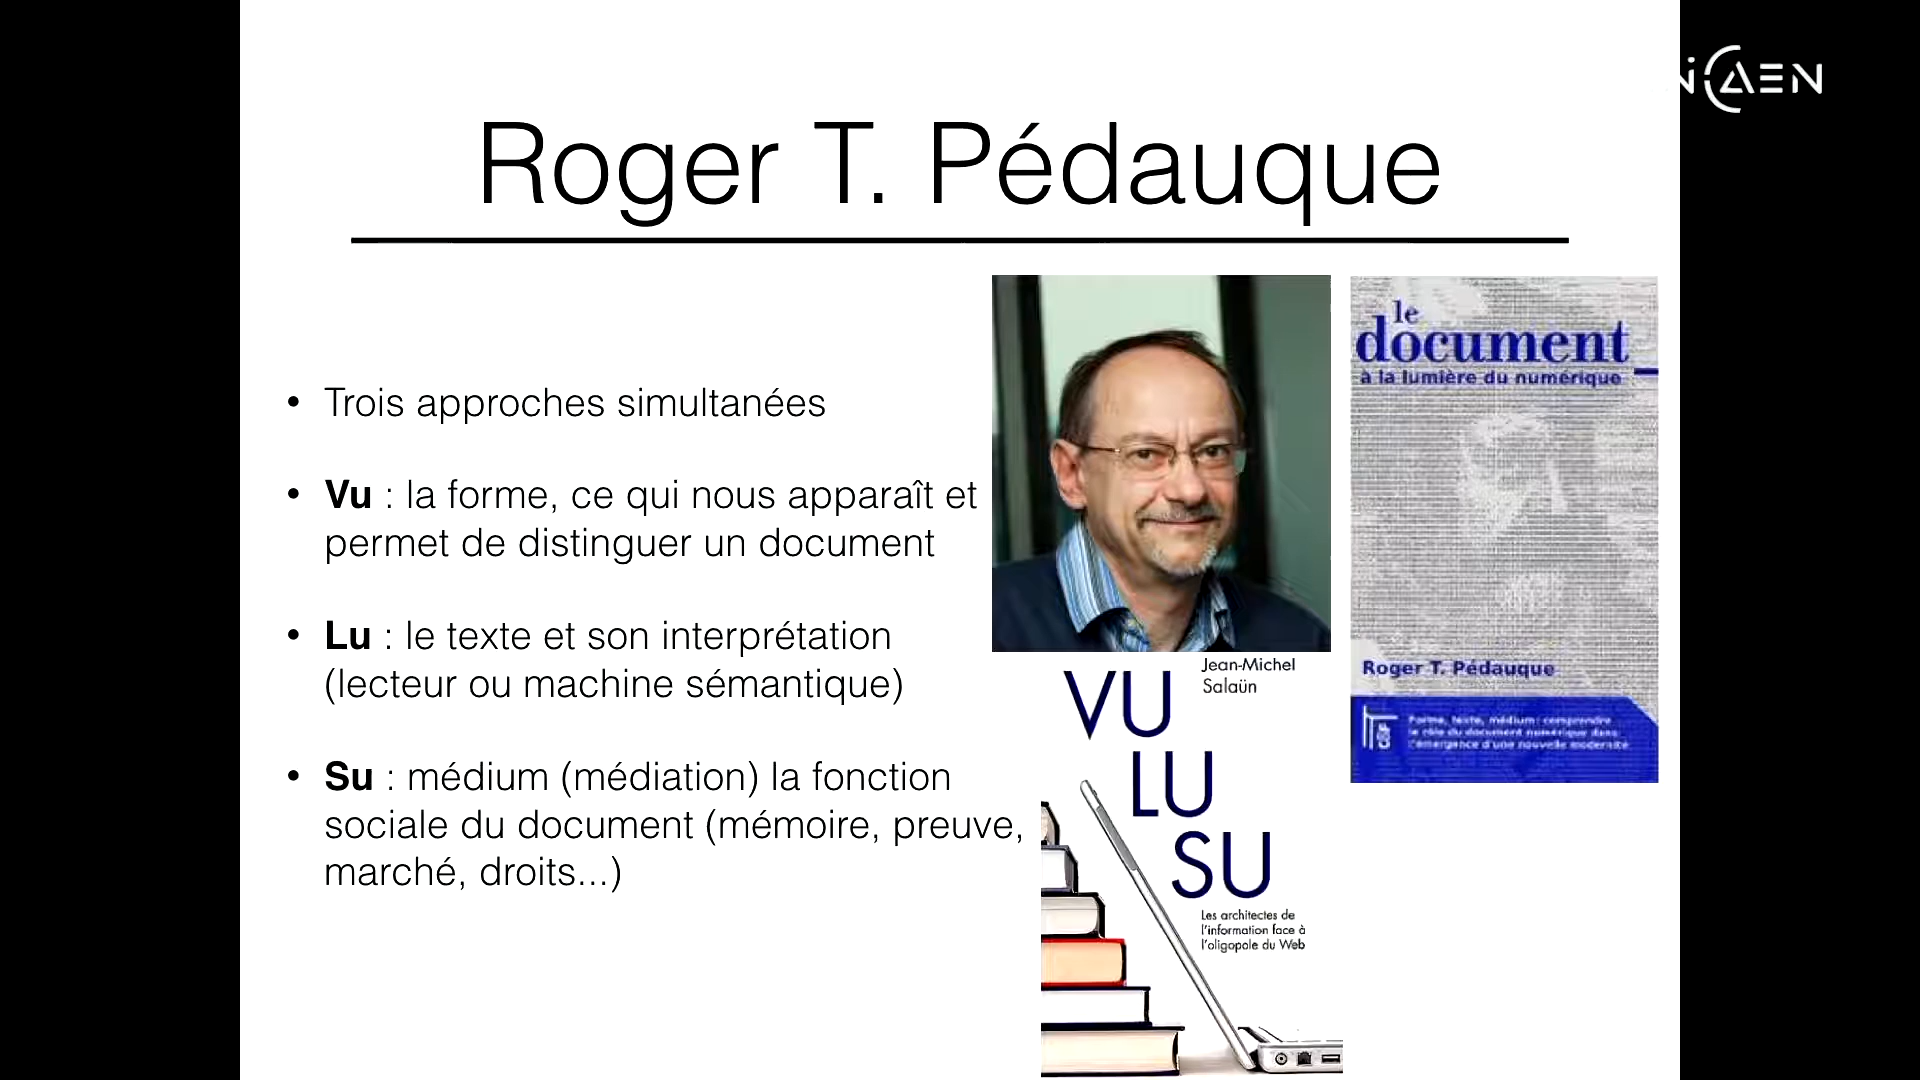 NiCAEN
Roger T. Pédauque
• Trois approches simultanées
• Vu : la forme, ce qui nous apparaît et
permet de distinguer un document
• Lu : le texte et son interprétation
(lecteur ou machine sémantique)
• Su : médium (médiation) la fonction
sociale du document (mémoire, preuve,
marché, droits...)
le
document
à la lumière du numérique
Roger T. Pédauque
Forme, texte, médium : comprendre
le rôle du document numérique dans
l'émergence d'une nouvelle modernité
Jean-Michel
Salaün
VU
LU
SU
Les architectes de
l'information face à
l'oligopole du Web